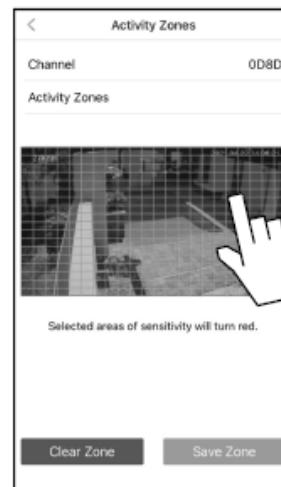 Activity Zones
Channel 0D8D
Activity Zones
Selected areas of sensitivity will turn red.
Clear Zone Save Zone